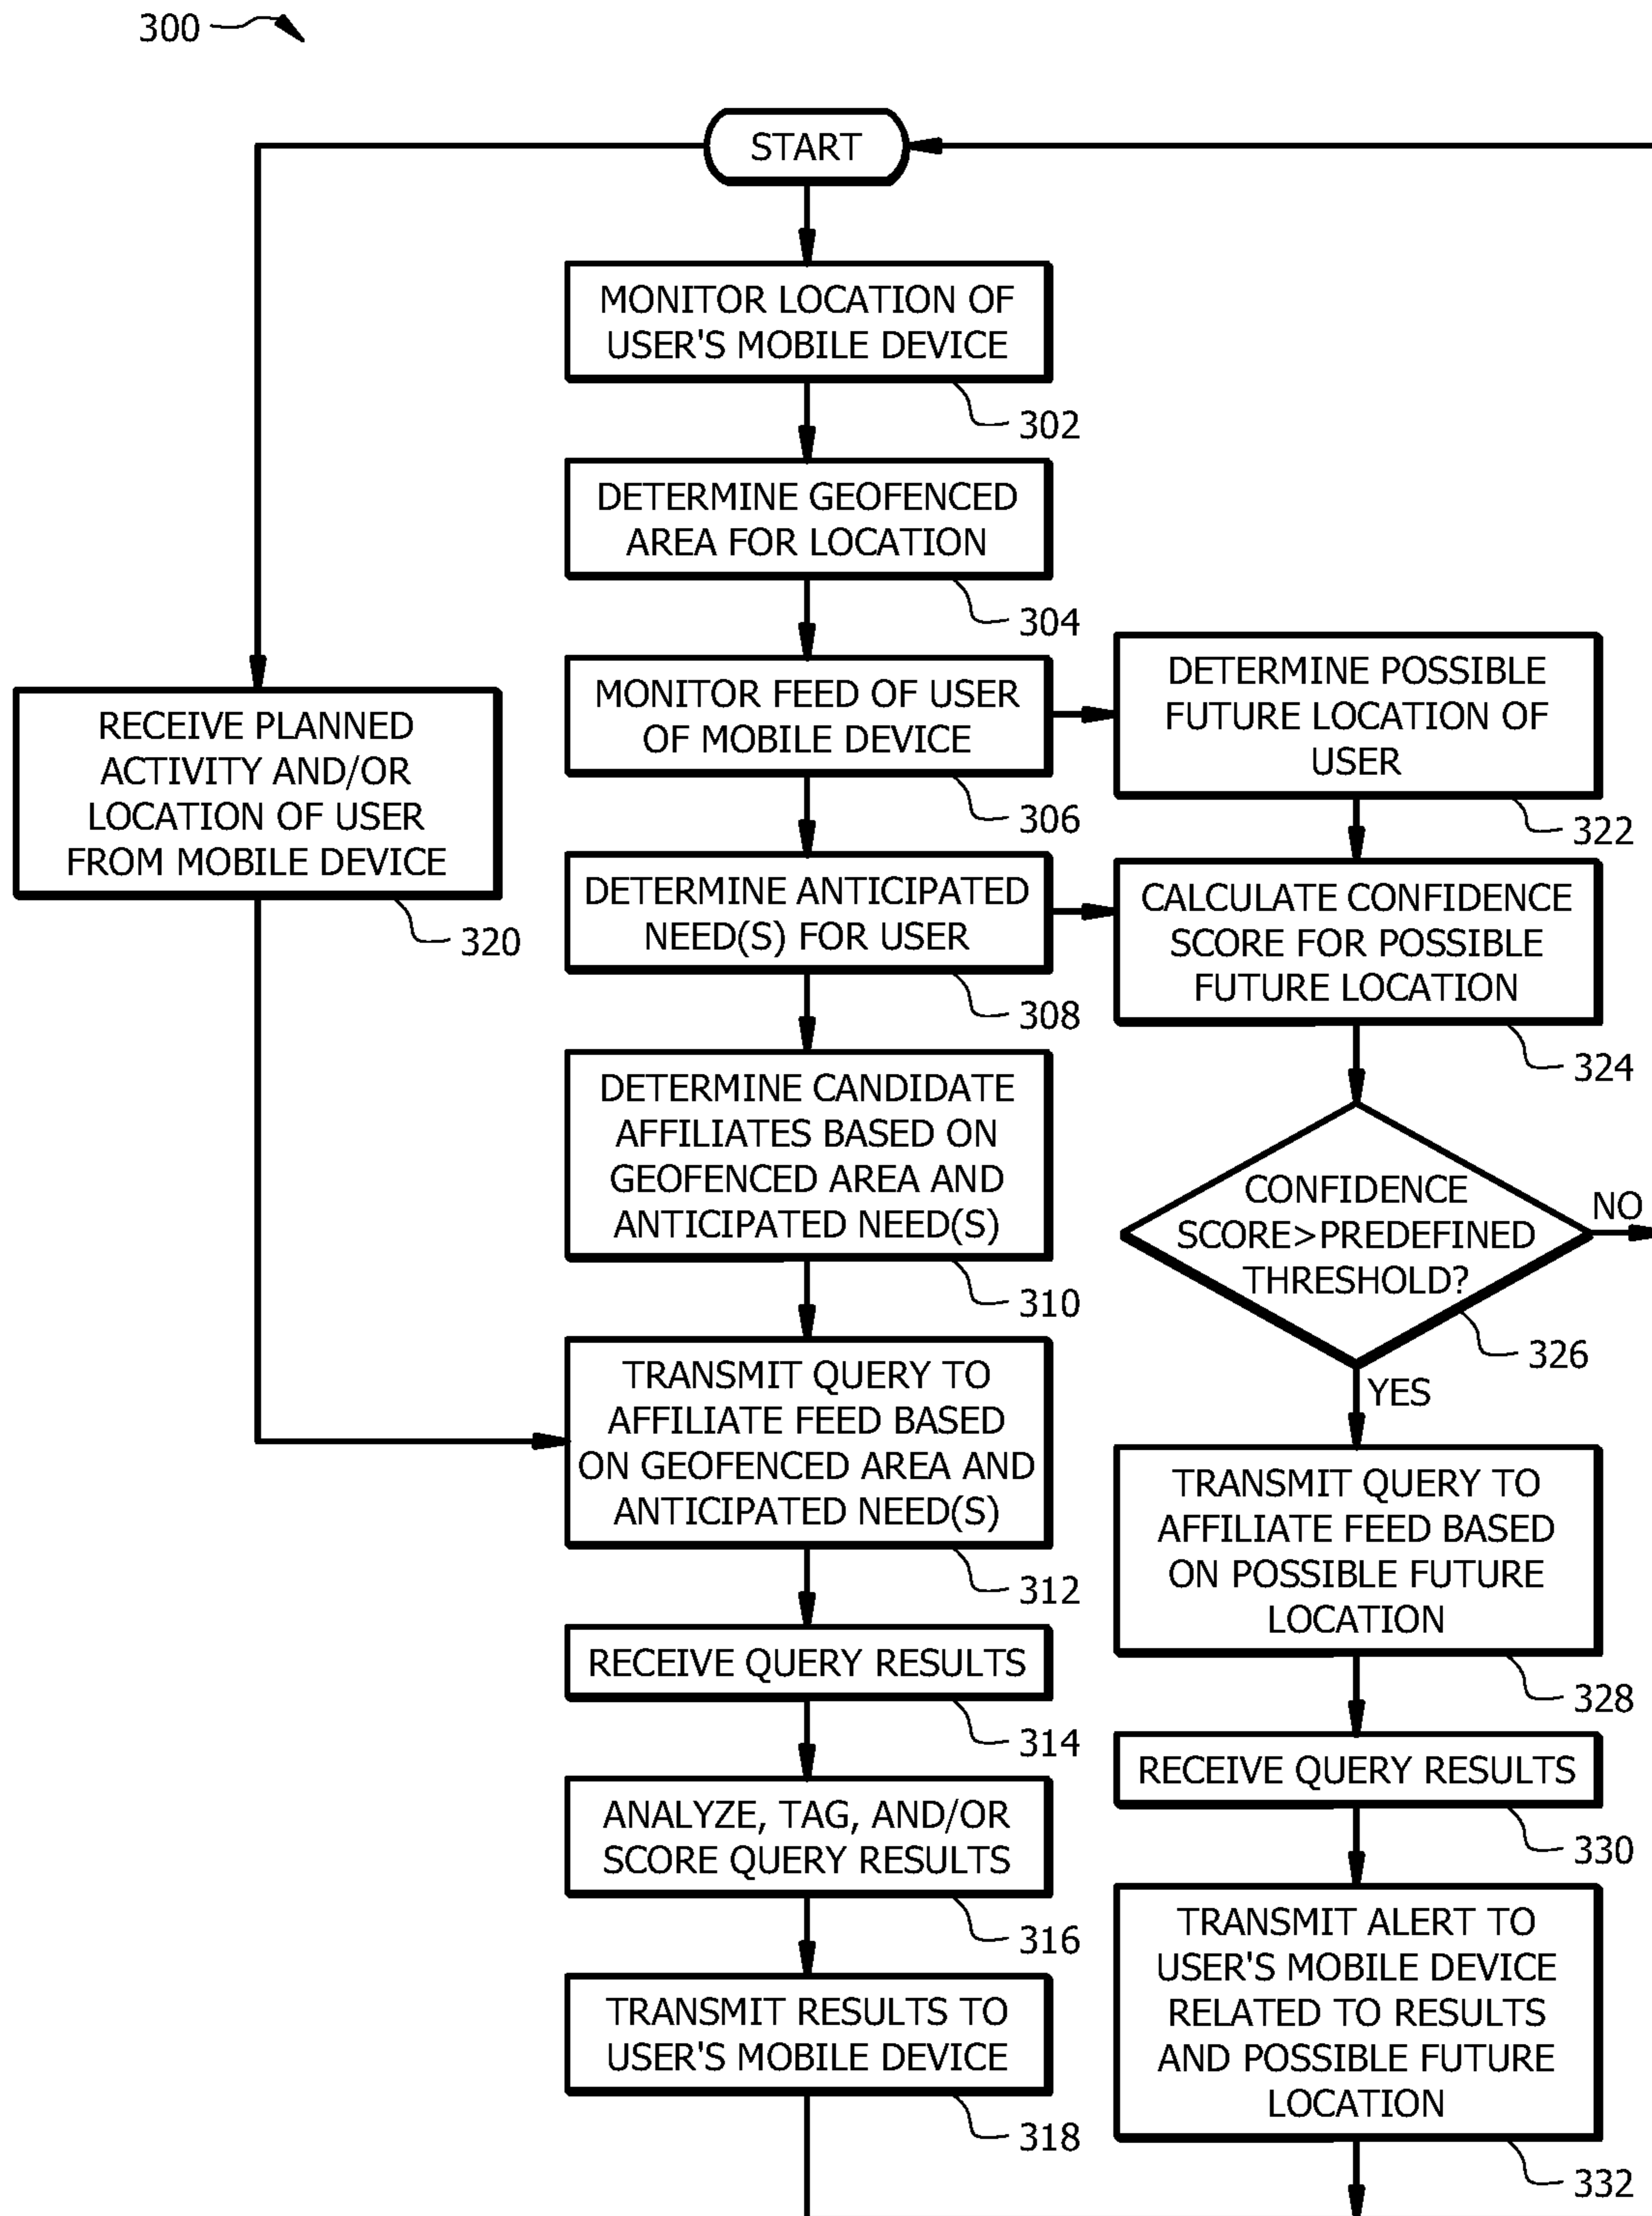 300
START
MONITOR LOCATION OF
USER'S MOBILE DEVICE
302
DETERMINE GEOFENCED
AREA FOR LOCATION
304
MONITOR FEED OF USER
OF MOBILE DEVICE
306
DETERMINE ANTICIPATED
NEED(S) FOR USER
308
DETERMINE CANDIDATE
AFFILIATES BASED ON
GEOFENCED AREA AND
ANTICIPATED NEED(S)
310
TRANSMIT QUERY TO
AFFILIATE FEED BASED
ON GEOFENCED AREA AND
ANTICIPATED NEED(S)
312
RECEIVE QUERY RESULTS
314
ANALYZE, TAG, AND/OR
SCORE QUERY RESULTS
316
TRANSMIT RESULTS TO
USER'S MOBILE DEVICE
318
RECEIVE PLANNED
ACTIVITY AND/OR
LOCATION OF USER
FROM MOBILE DEVICE
320
DETERMINE POSSIBLE
FUTURE LOCATION OF
USER
322
CALCULATE CONFIDENCE
SCORE FOR POSSIBLE
FUTURE LOCATION
324
CONFIDENCE
SCORE>PREDEFINED
THRESHOLD?
NO
326
YES
TRANSMIT QUERY TO
AFFILIATE FEED BASED
ON POSSIBLE FUTURE
LOCATION
328
RECEIVE QUERY RESULTS
330
TRANSMIT ALERT TO
USER'S MOBILE DEVICE
RELATED TO RESULTS
AND POSSIBLE FUTURE
LOCATION
332